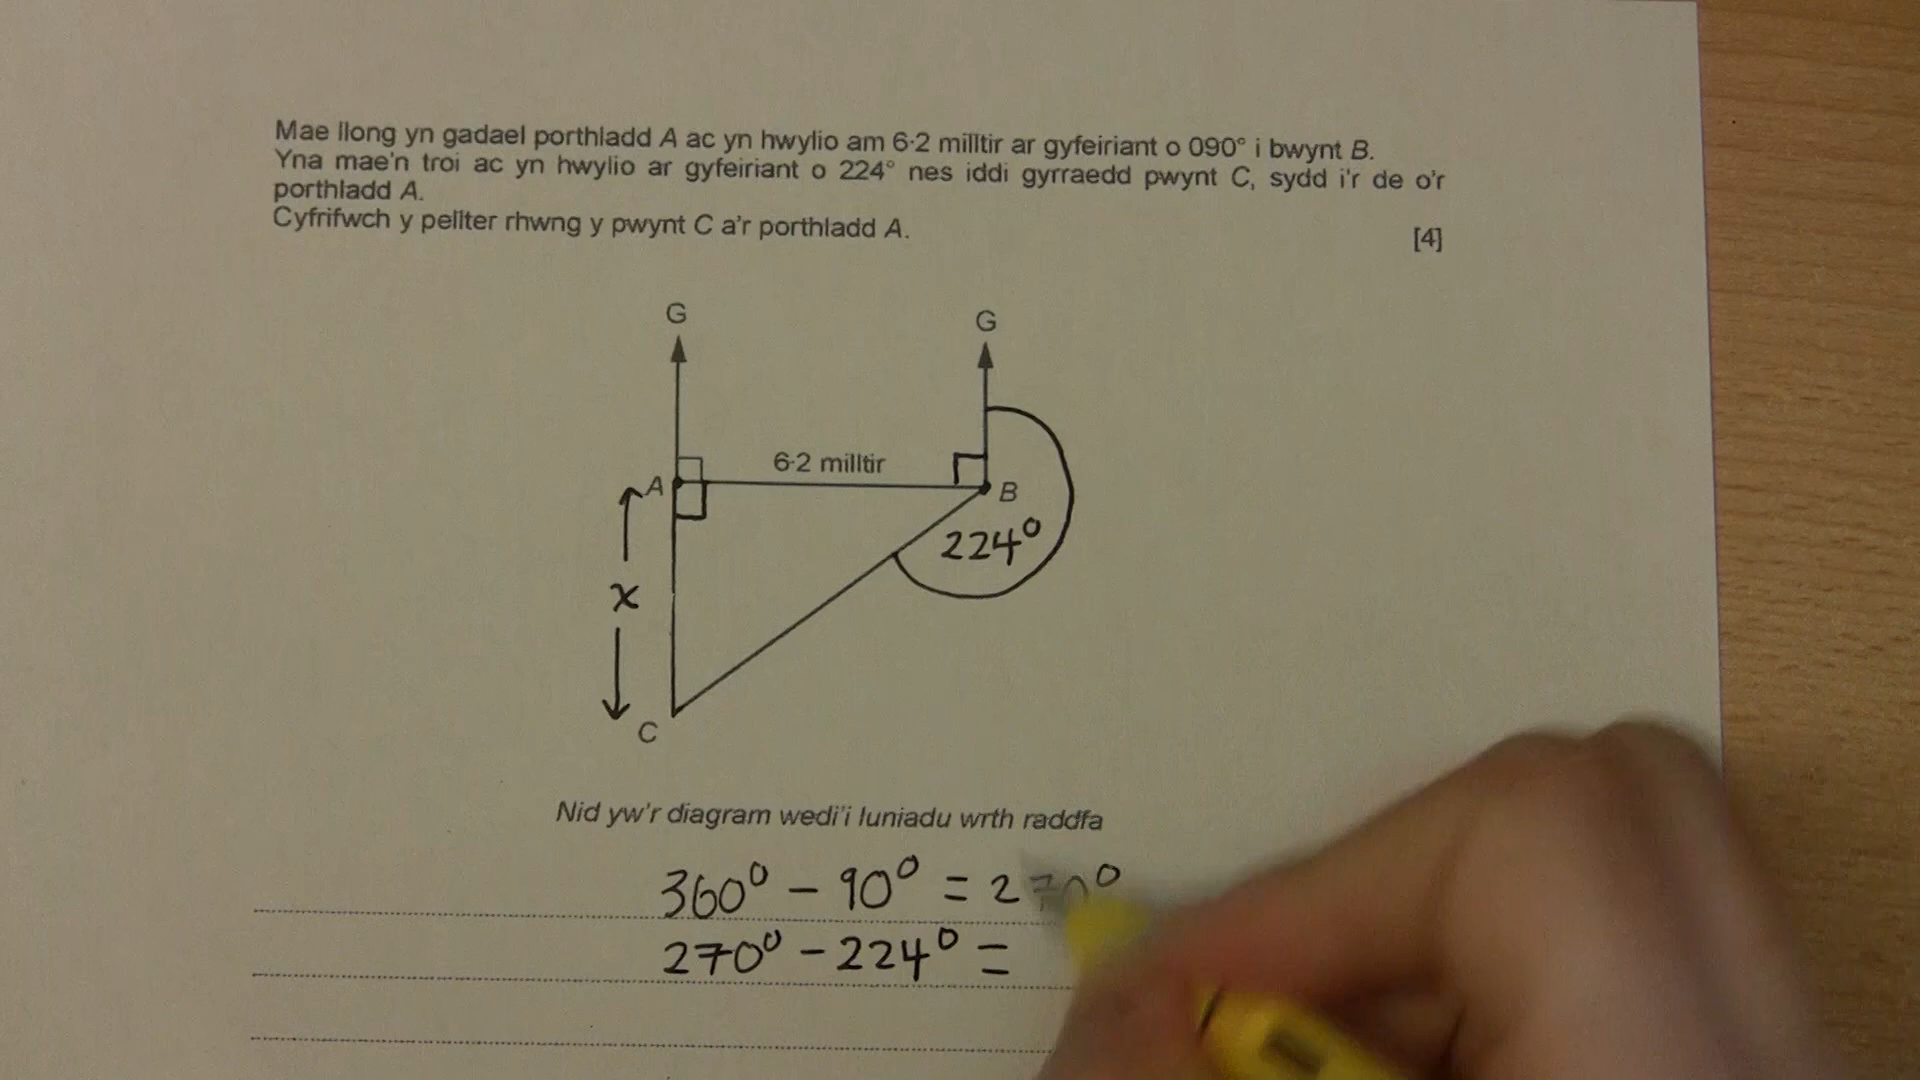 Mae llong yn gadael porthladd A ac yn hwylio am 6·2 milltir ar gyfeiriant o 090° i bwynt B.
Yna mae'n troi ac yn hwylio ar gyfeiriant o 224° nes iddi gyrraedd pwynt C, sydd i'r de o'r
porthladd A.
Cyfrifwch y pellter rhwng y pwynt C a'r porthladd A.
[4]
G
G
6·2 milltir
A
B
224°
x
C
Nid yw'r diagram wedi'i luniadu wrth raddfa
360° - 90° = 270°
270° - 224° =